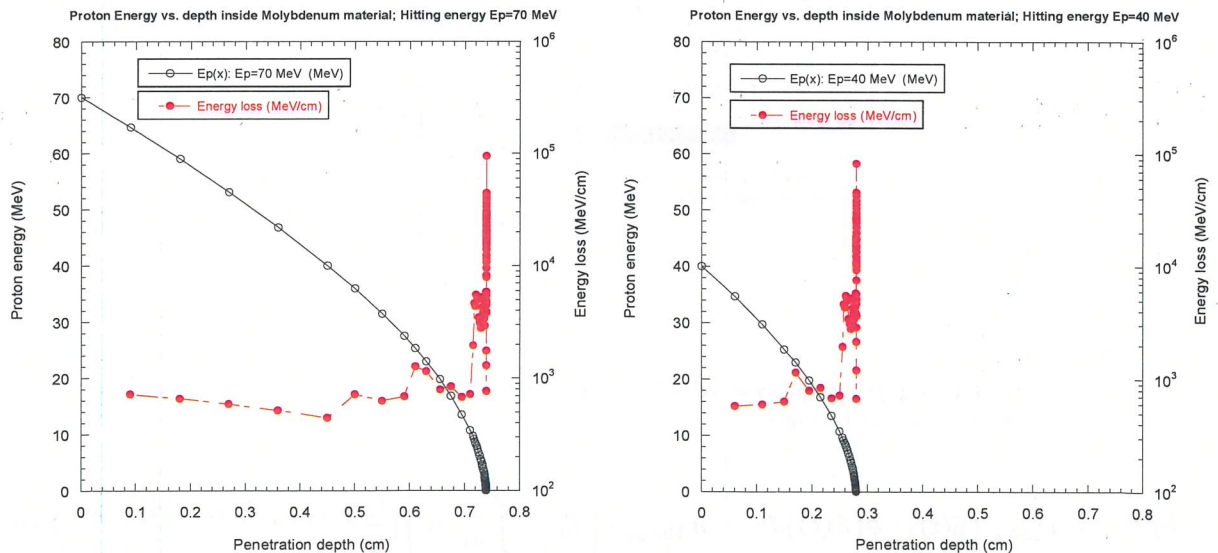 Proton Energy vs. depth inside Molybdenum material; Hitting energy Ep=70 MeV
80
70
60
50
40
30
20
10
0
Proton energy (MeV)
Ep(x): Ep=70 MeV (MeV)
Energy loss (MeV/cm)
10^6
10^5
10^4
10^3
10^2
Energy loss (MeV/cm)
0 0.1 0.2 0.3 0.4 0.5 0.6 0.7 0.8
Penetration depth (cm)
Proton Energy vs. depth inside Molybdenum material; Hitting energy Ep=40 MeV
80
70
60
50
40
30
20
10
0
Proton energy (MeV)
Ep(x): Ep=40 MeV (MeV)
Energy loss (MeV/cm)
10^6
10^5
10^4
10^3
10^2
Energy loss (MeV/cm)
0 0.1 0.2 0.3 0.4 0.5 0.6 0.7 0.8
Penetration depth (cm)